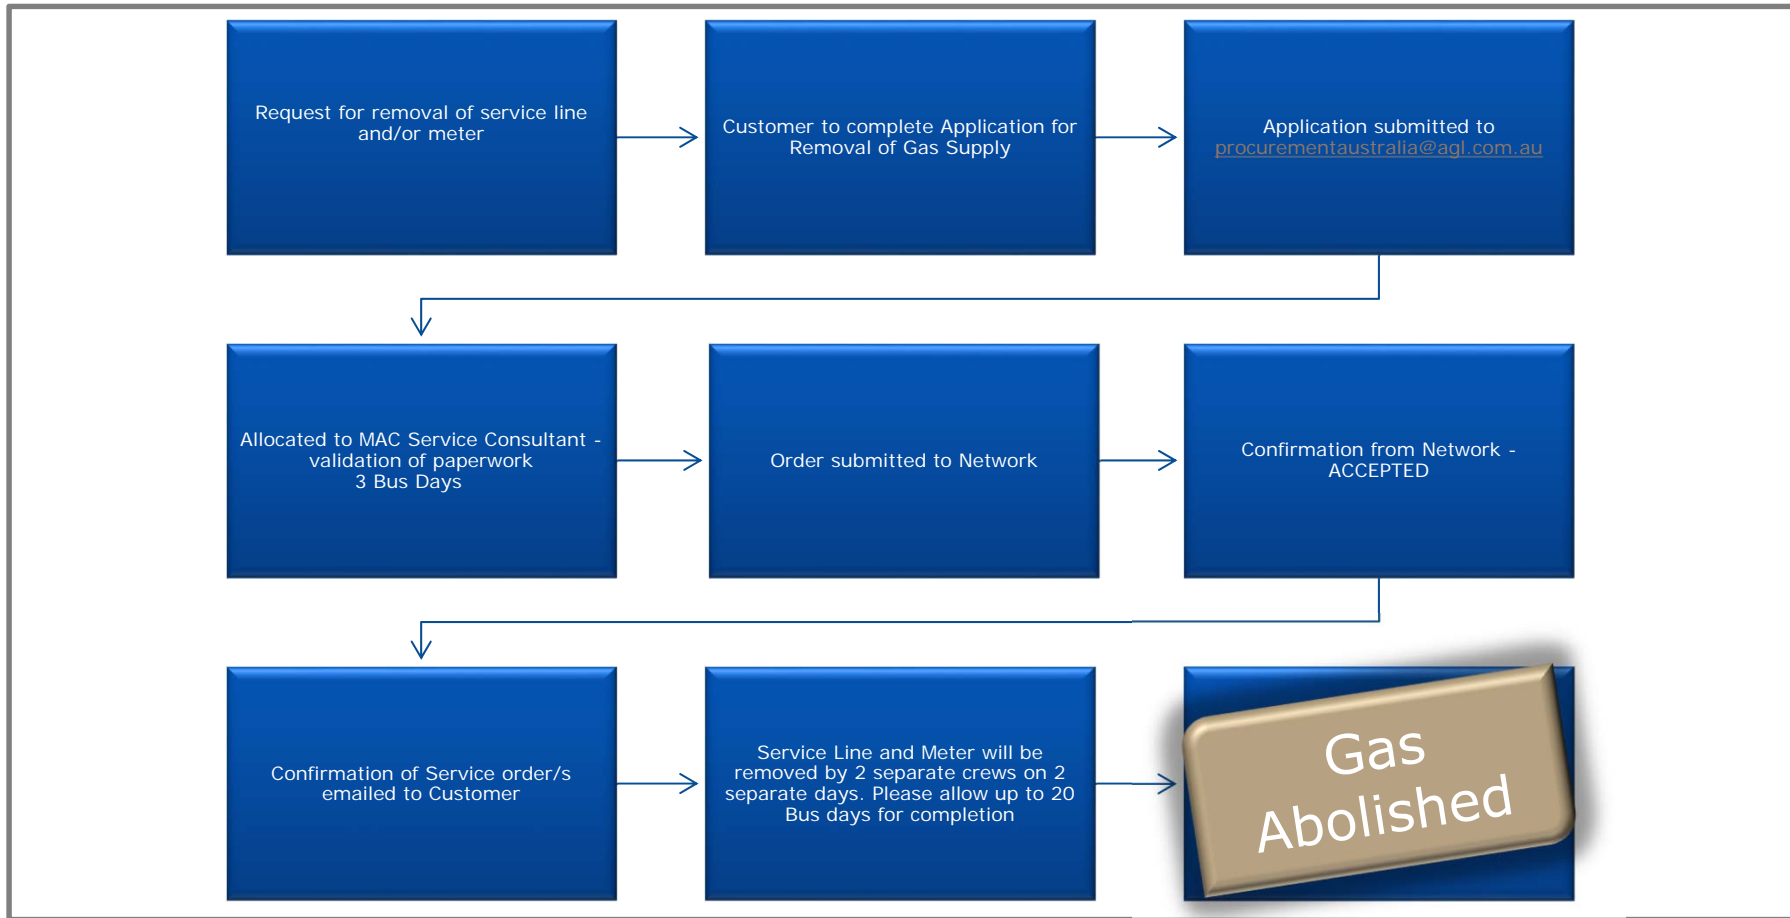 Request for removal of service line
and/or meter
Customer to complete Application for
Removal of Gas Supply
Application submitted to
procurementaustralia@agl.com.au
Allocated to MAC Service Consultant -
validation of paperwork
3 Bus Days
Order submitted to Network
Confirmation from Network -
ACCEPTED
Confirmation of Service order/s
emailed to Customer
Service Line and Meter will be
removed by 2 separate crews on 2
separate days. Please allow up to 20
Bus days for completion
Gas
Abolished